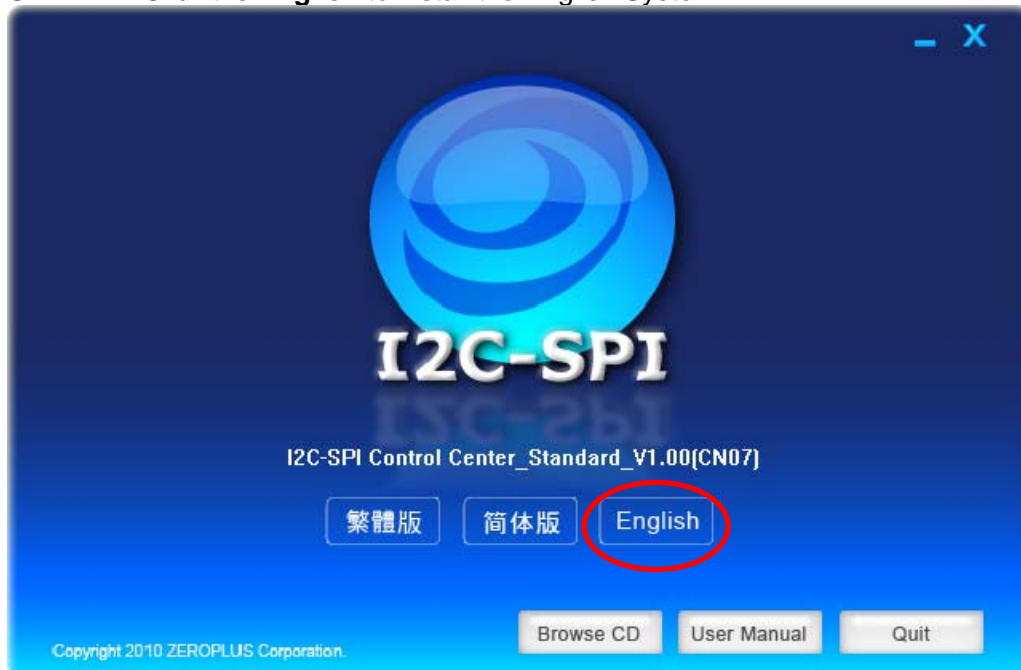 I2C-SPI
I2C-SPI Control Center_Standard_V1.00(CN07)
繁體版 简体版 English
Browse CD User Manual Quit
Copyright 2010 ZEROPLUS Corporation.